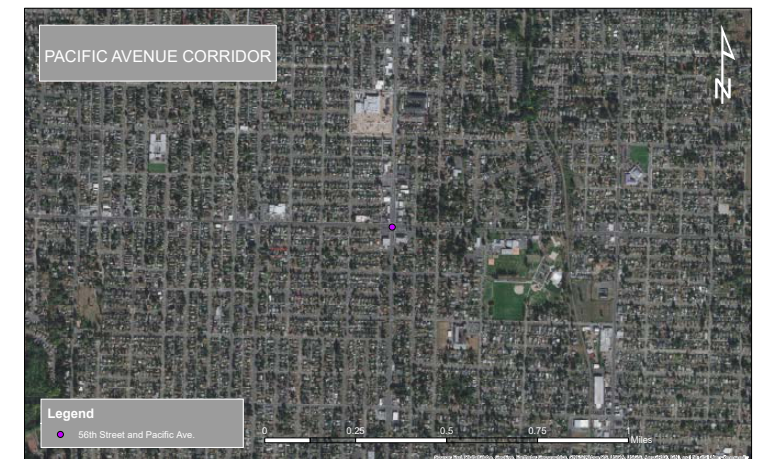 PACIFIC AVENUE CORRIDOR
N
Legend
56th Street and Pacific Ave.
0 0.25 0.5 0.75 1
Miles